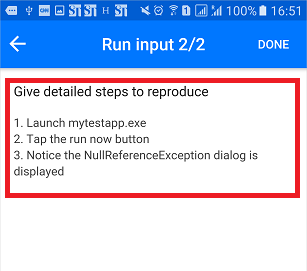 100% 16:51
Run input 2/2 DONE
Give detailed steps to reproduce
1. Launch mytestapp.exe
2. Tap the run now button
3. Notice the NullReferenceException dialog is
displayed